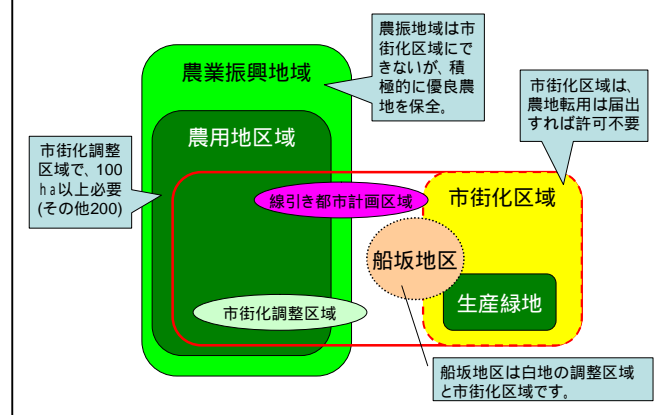 農振地域は市
街化区域にで
きないが、積
極的に優良農
地を保全。
農業振興地域
市街化区域は、
農地転用は届出
すれば許可不要
農用地区域
市街化調整
区域で、100
ha以上必要
(その他200)
線引き都市計画区域
市街化区域
船坂地区
生産緑地
市街化調整区域
船坂地区は白地の調整区域
と市街化区域です。